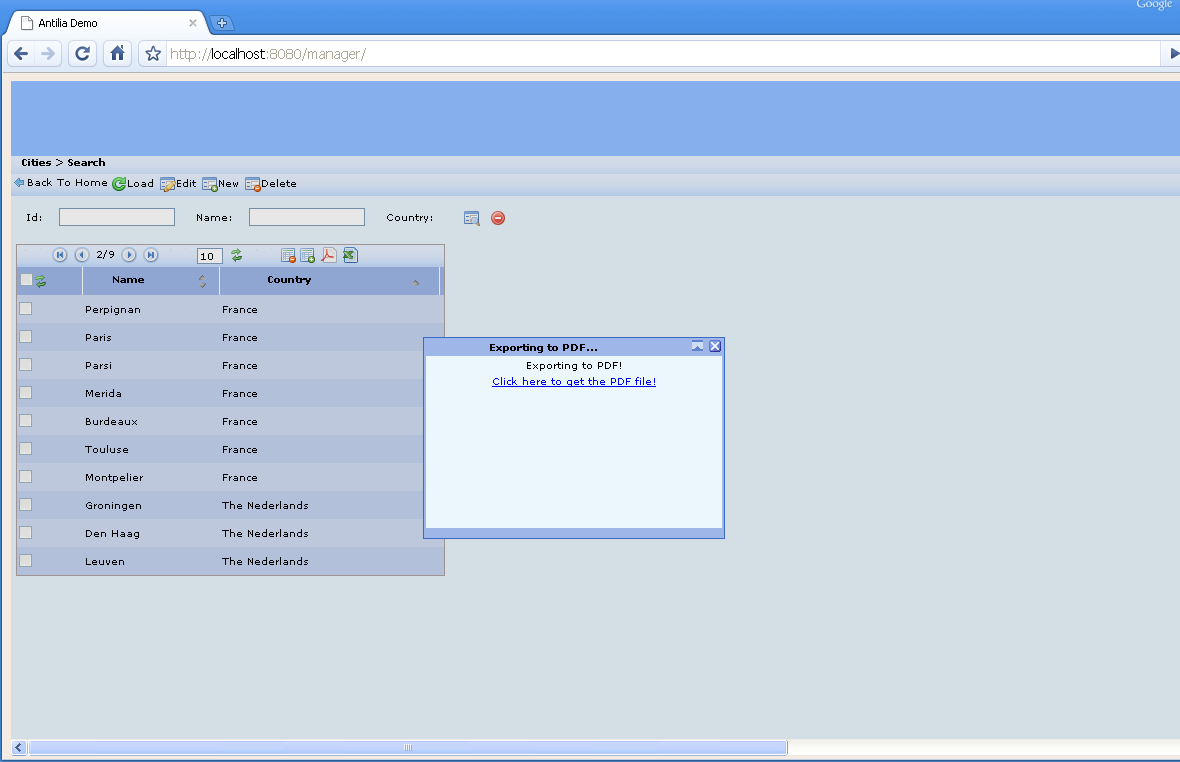 Google
Antilia Demo
http://localhost:8080/manager/
Cities > Search
Back To Home Load Edit New Delete
Id: Name: Country:
2/9 10
Name Country
Perpignan France
Paris France
Parsi France
Merida France
Burdeaux France
Touluse France
Montpelier France
Groningen The Nederlands
Den Haag The Nederlands
Leuven The Nederlands
Exporting to PDF...
Exporting to PDF!
Click here to get the PDF file!